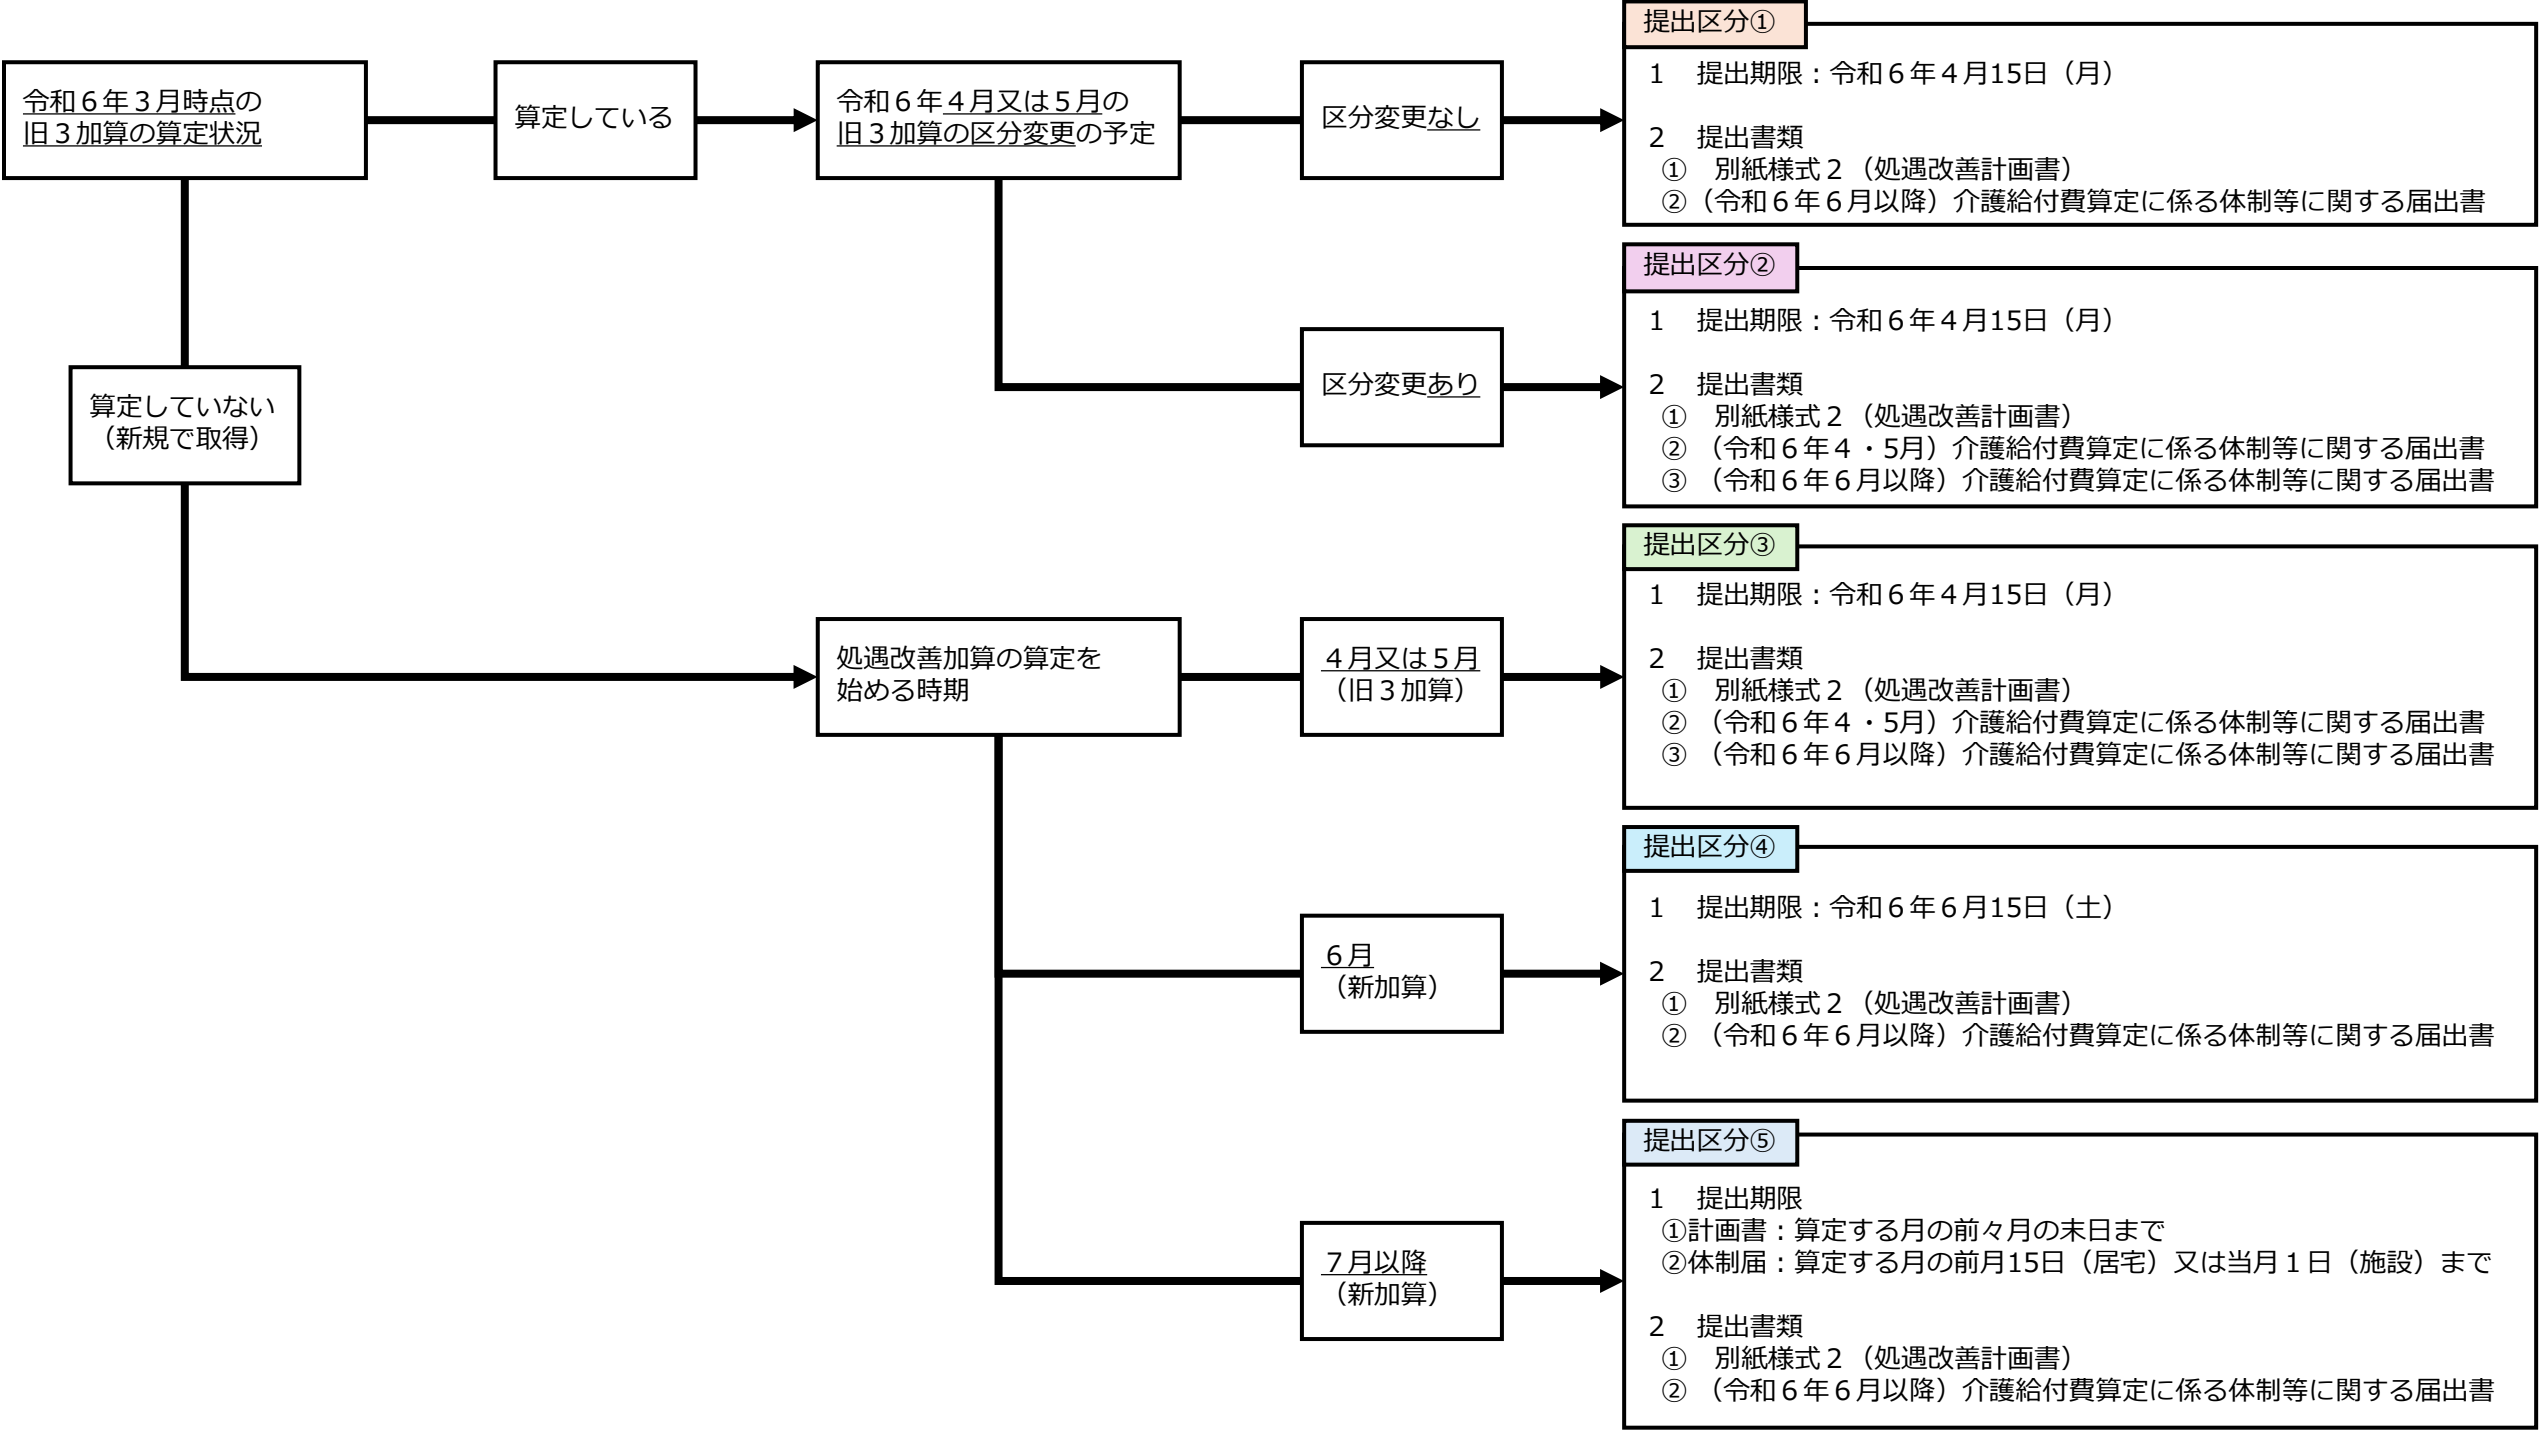 令和６年３月時点の
旧３加算の算定状況
算定している
令和６年４月又は５月の
旧３加算の区分変更の予定
区分変更なし
提出区分①
1　提出期限：令和６年４月15日（月）
2　提出書類
①　別紙様式２（処遇改善計画書）
②（令和６年６月以降）介護給付費算定に係る体制等に関する届出書
区分変更あり
提出区分②
1　提出期限：令和６年４月15日（月）
2　提出書類
①　別紙様式２（処遇改善計画書）
②　（令和６年４・5月）介護給付費算定に係る体制等に関する届出書
③　（令和６年６月以降）介護給付費算定に係る体制等に関する届出書
算定していない
（新規で取得）
処遇改善加算の算定を
始める時期
４月又は５月
（旧３加算）
提出区分③
1　提出期限：令和６年４月15日（月）
2　提出書類
①　別紙様式２（処遇改善計画書）
②　（令和６年４・5月）介護給付費算定に係る体制等に関する届出書
③　（令和６年６月以降）介護給付費算定に係る体制等に関する届出書
６月
（新加算）
提出区分④
1　提出期限：令和６年６月15日（土）
2　提出書類
①　別紙様式２（処遇改善計画書）
②　（令和６年６月以降）介護給付費算定に係る体制等に関する届出書
７月以降
（新加算）
提出区分⑤
1　提出期限
①計画書：算定する月の前々月の末日まで
②体制届：算定する月の前月15日（居宅）又は当月１日（施設）まで
2　提出書類
①　別紙様式２（処遇改善計画書）
②　（令和６年６月以降）介護給付費算定に係る体制等に関する届出書